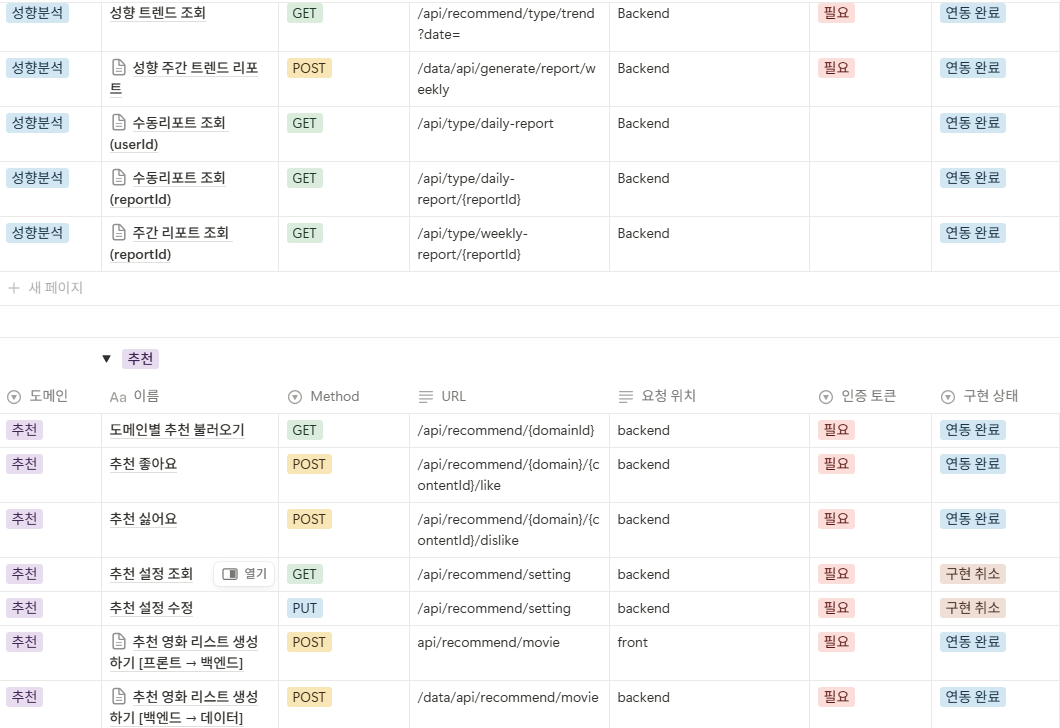 성향분석 성향 트렌드 조회 GET /api/recommend/type/trend Backend 필요 연동 완료
?date=
성향분석 성향 주간 트렌드 리포 POST /data/api/generate/report/w Backend 필요 연동 완료
트 eekly
성향분석 수동리포트 조회 GET /api/type/daily-report Backend 연동 완료
(userId)
성향분석 수동리포트 조회 GET /api/type/daily- Backend 연동 완료
(reportId) report/{reportId}
성향분석 주간 리포트 조회 GET /api/type/weekly- Backend 연동 완료
(reportId) report/{reportId}
+ 새 페이지
▼ 추천
도메인 Aa 이름 Method URL 요청 위치 인증 토큰 구현 상태
추천 도메인별 추천 불러오기 GET /api/recommend/{domainId} backend 필요 연동 완료
추천 추천 좋아요 POST /api/recommend/{domain}/{c backend 필요 연동 완료
ontentId}/like
추천 추천 싫어요 POST /api/recommend/{domain}/{c backend 필요 연동 완료
ontentId}/dislike
추천 추천 설정 조회 열기 GET /api/recommend/setting backend 필요 구현 취소
추천 추천 설정 수정 PUT /api/recommend/setting backend 필요 구현 취소
추천 추천 영화 리스트 생성 POST api/recommend/movie front 필요 연동 완료
하기 [프론트 → 백엔드]
추천 추천 영화 리스트 생성 POST /data/api/recommend/movie backend 필요 연동 완료
하기 [백엔드 → 데이터]